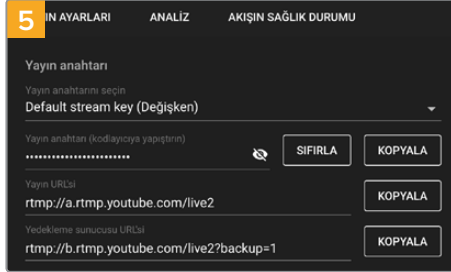 5
IN AYARLARI ANALİZ AKIŞIN SAĞLIK DURUMU
Yayın anahtarı
Yayın anahtarını seçin
Default stream key (Değişken)
Yayın anahtarı (kodlayıcıya yapıştırın)
•••••••••••••••••••••••• SIFIRLA KOPYALA
Yayın URL'si
rtmp://a.rtmp.youtube.com/live2 KOPYALA
Yedekleme sunucusu URL'si
rtmp://b.rtmp.youtube.com/live2?backup=1 KOPYALA